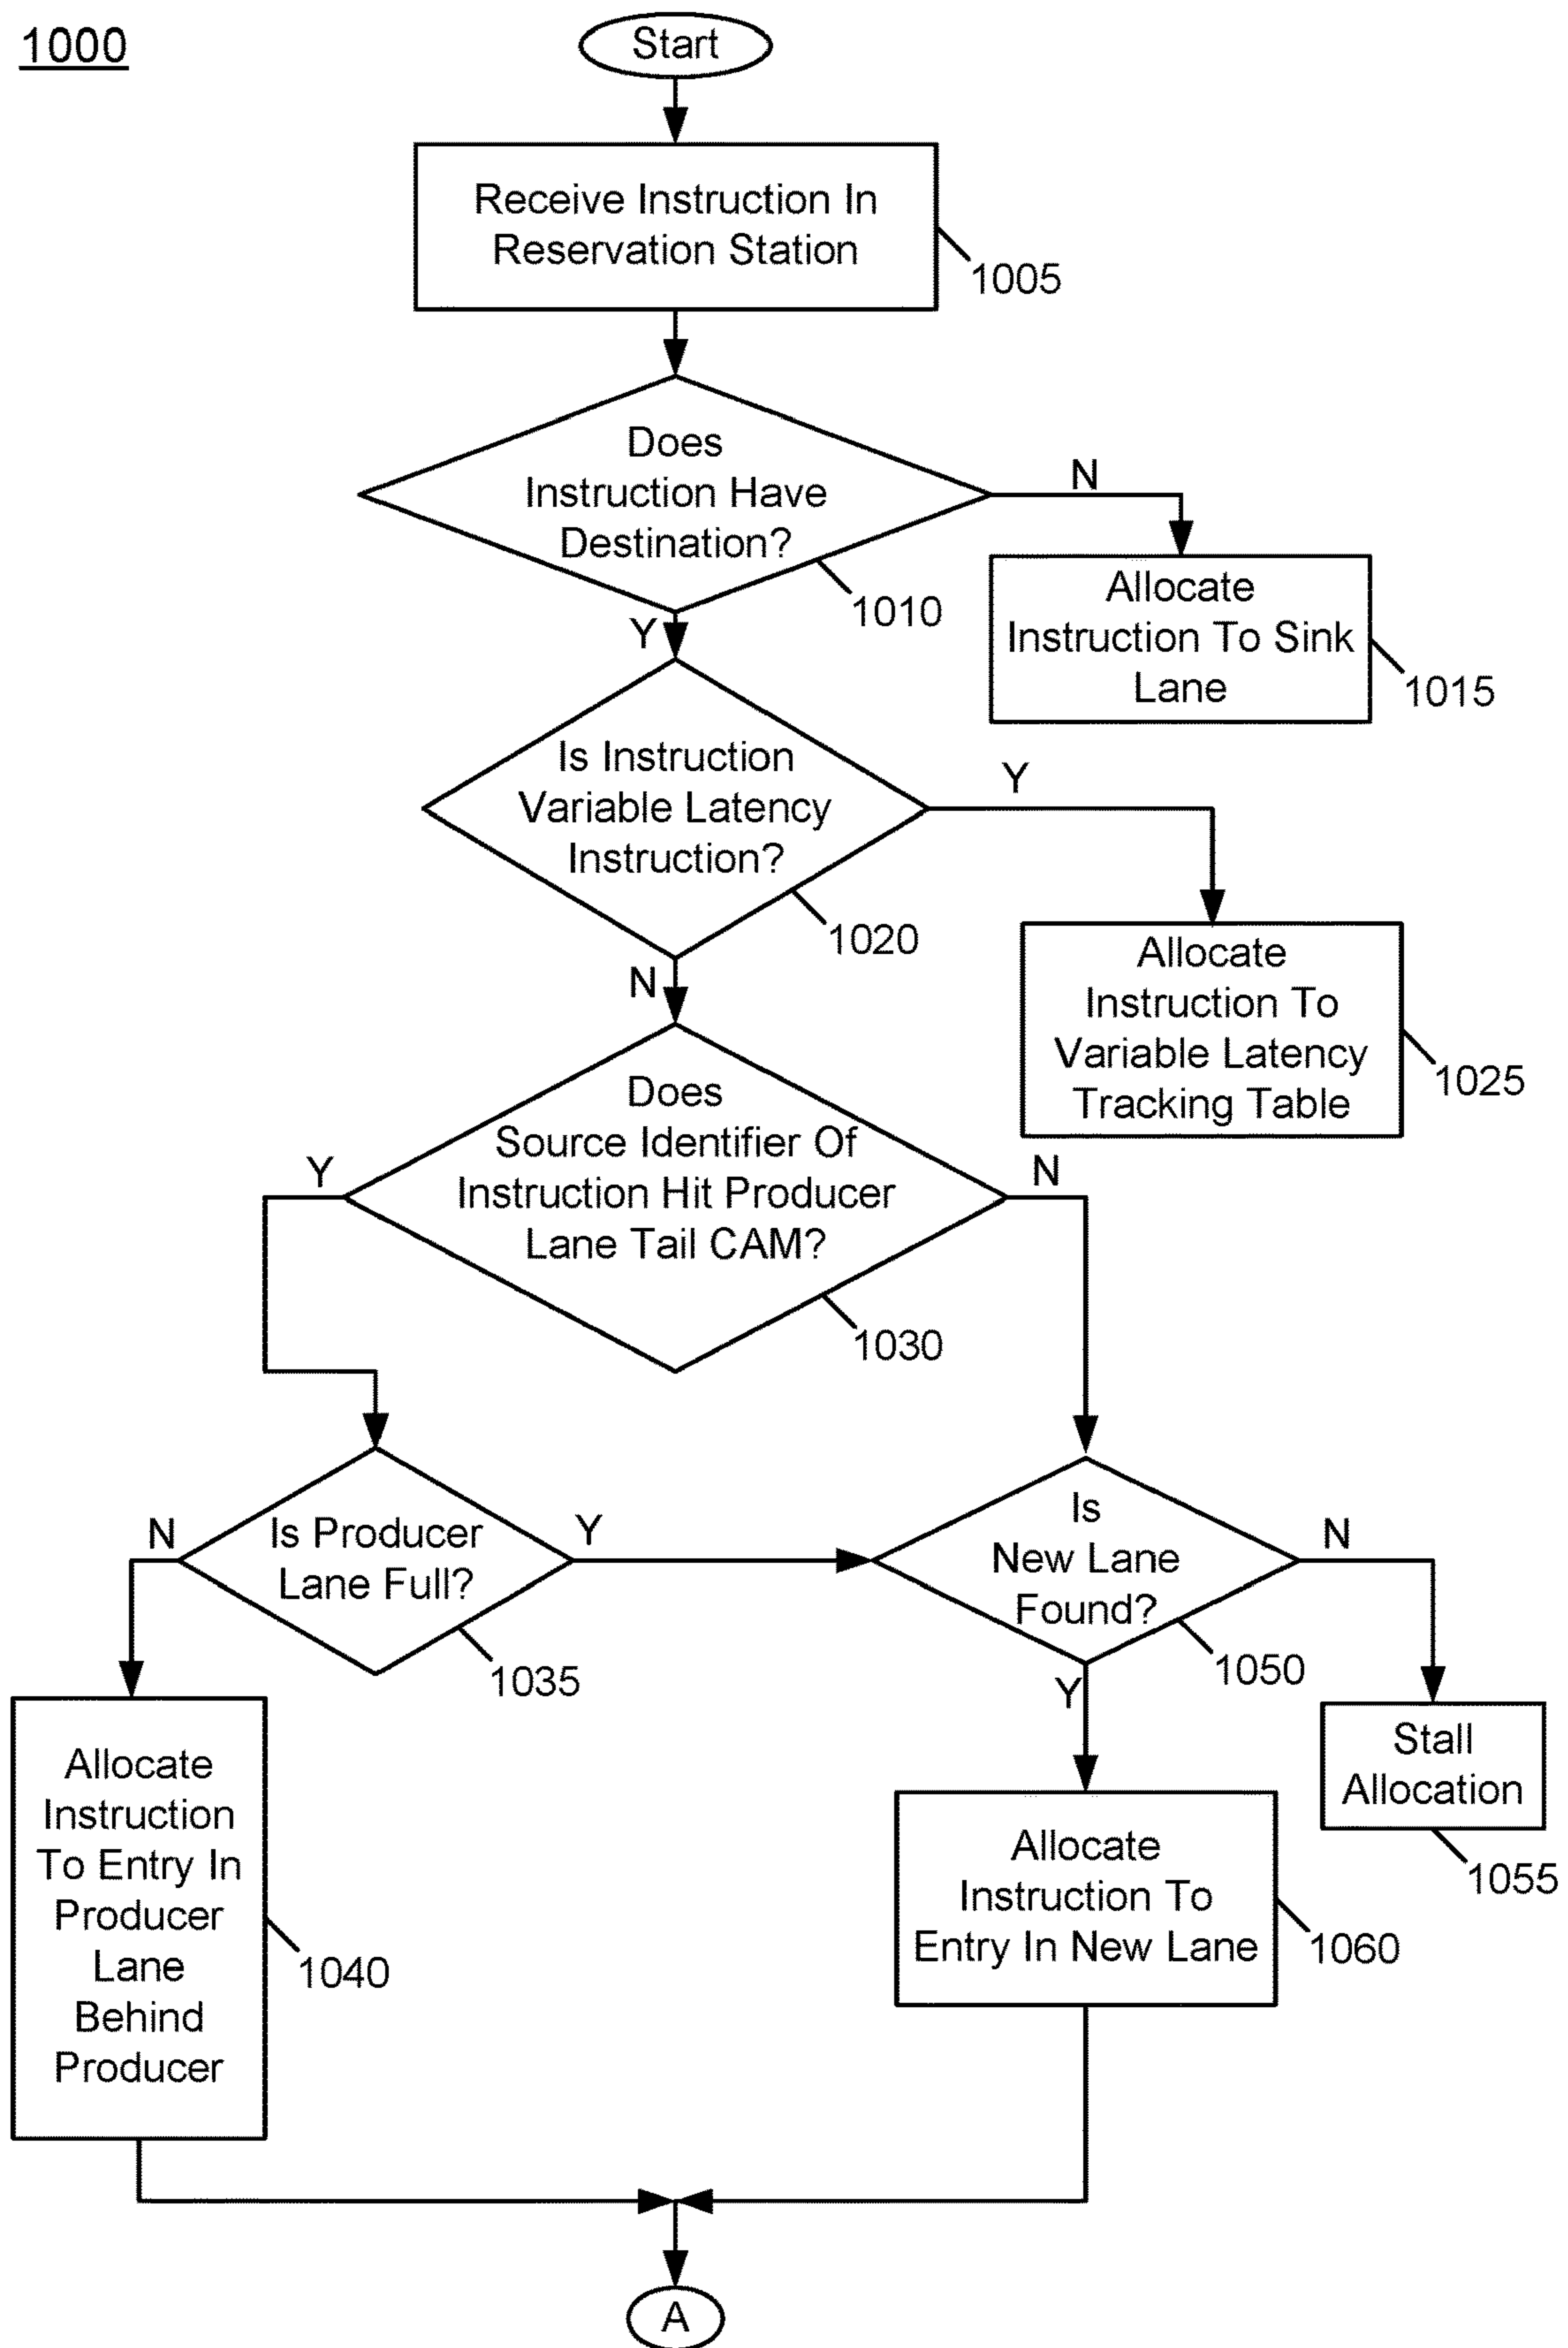 1000
Start
Receive Instruction In
Reservation Station
1005
Does
Instruction Have
Destination?
1010
N
Allocate
Instruction To Sink
Lane
1015
Y
Is Instruction
Variable Latency
Instruction?
1020
Y
Allocate
Instruction To
Variable Latency
Tracking Table
1025
N
Does
Source Identifier Of
Instruction Hit Producer
Lane Tail CAM?
1030
Y
N
Is Producer
Lane Full?
1035
N
Y
Is
New Lane
Found?
1050
N
Y
Stall
Allocation
1055
Allocate
Instruction
To Entry In
Producer
Lane
Behind
Producer
1040
Allocate
Instruction To
Entry In New Lane
1060
A